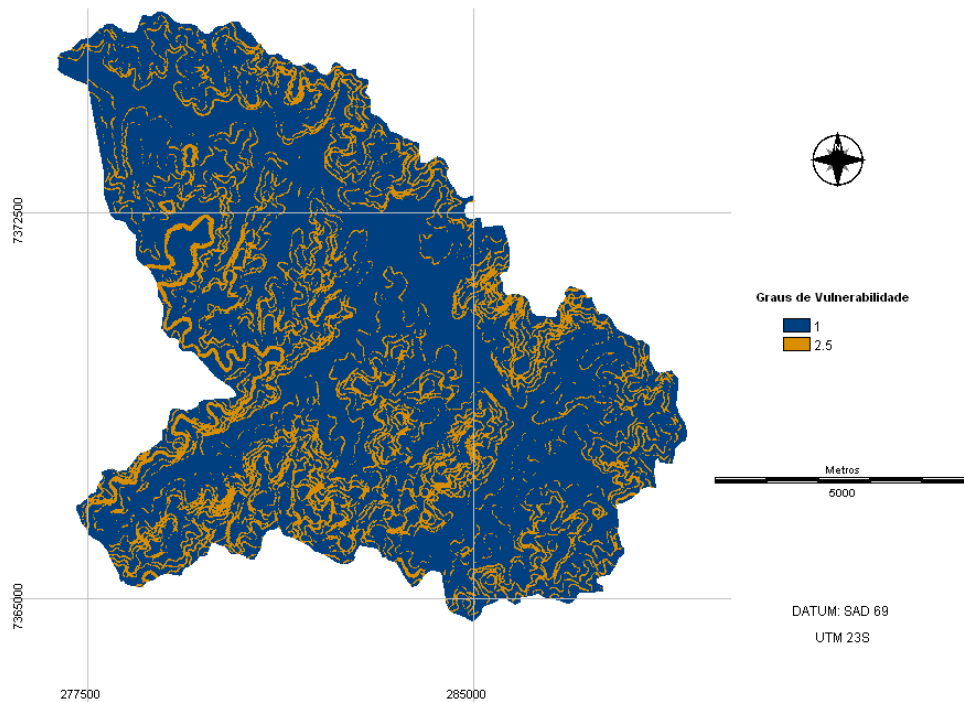 7372500
Graus de Vulnerabilidade
1
2.5
Metros
5000
7365000
DATUM: SAD 69
UTM 23S
277500
285000